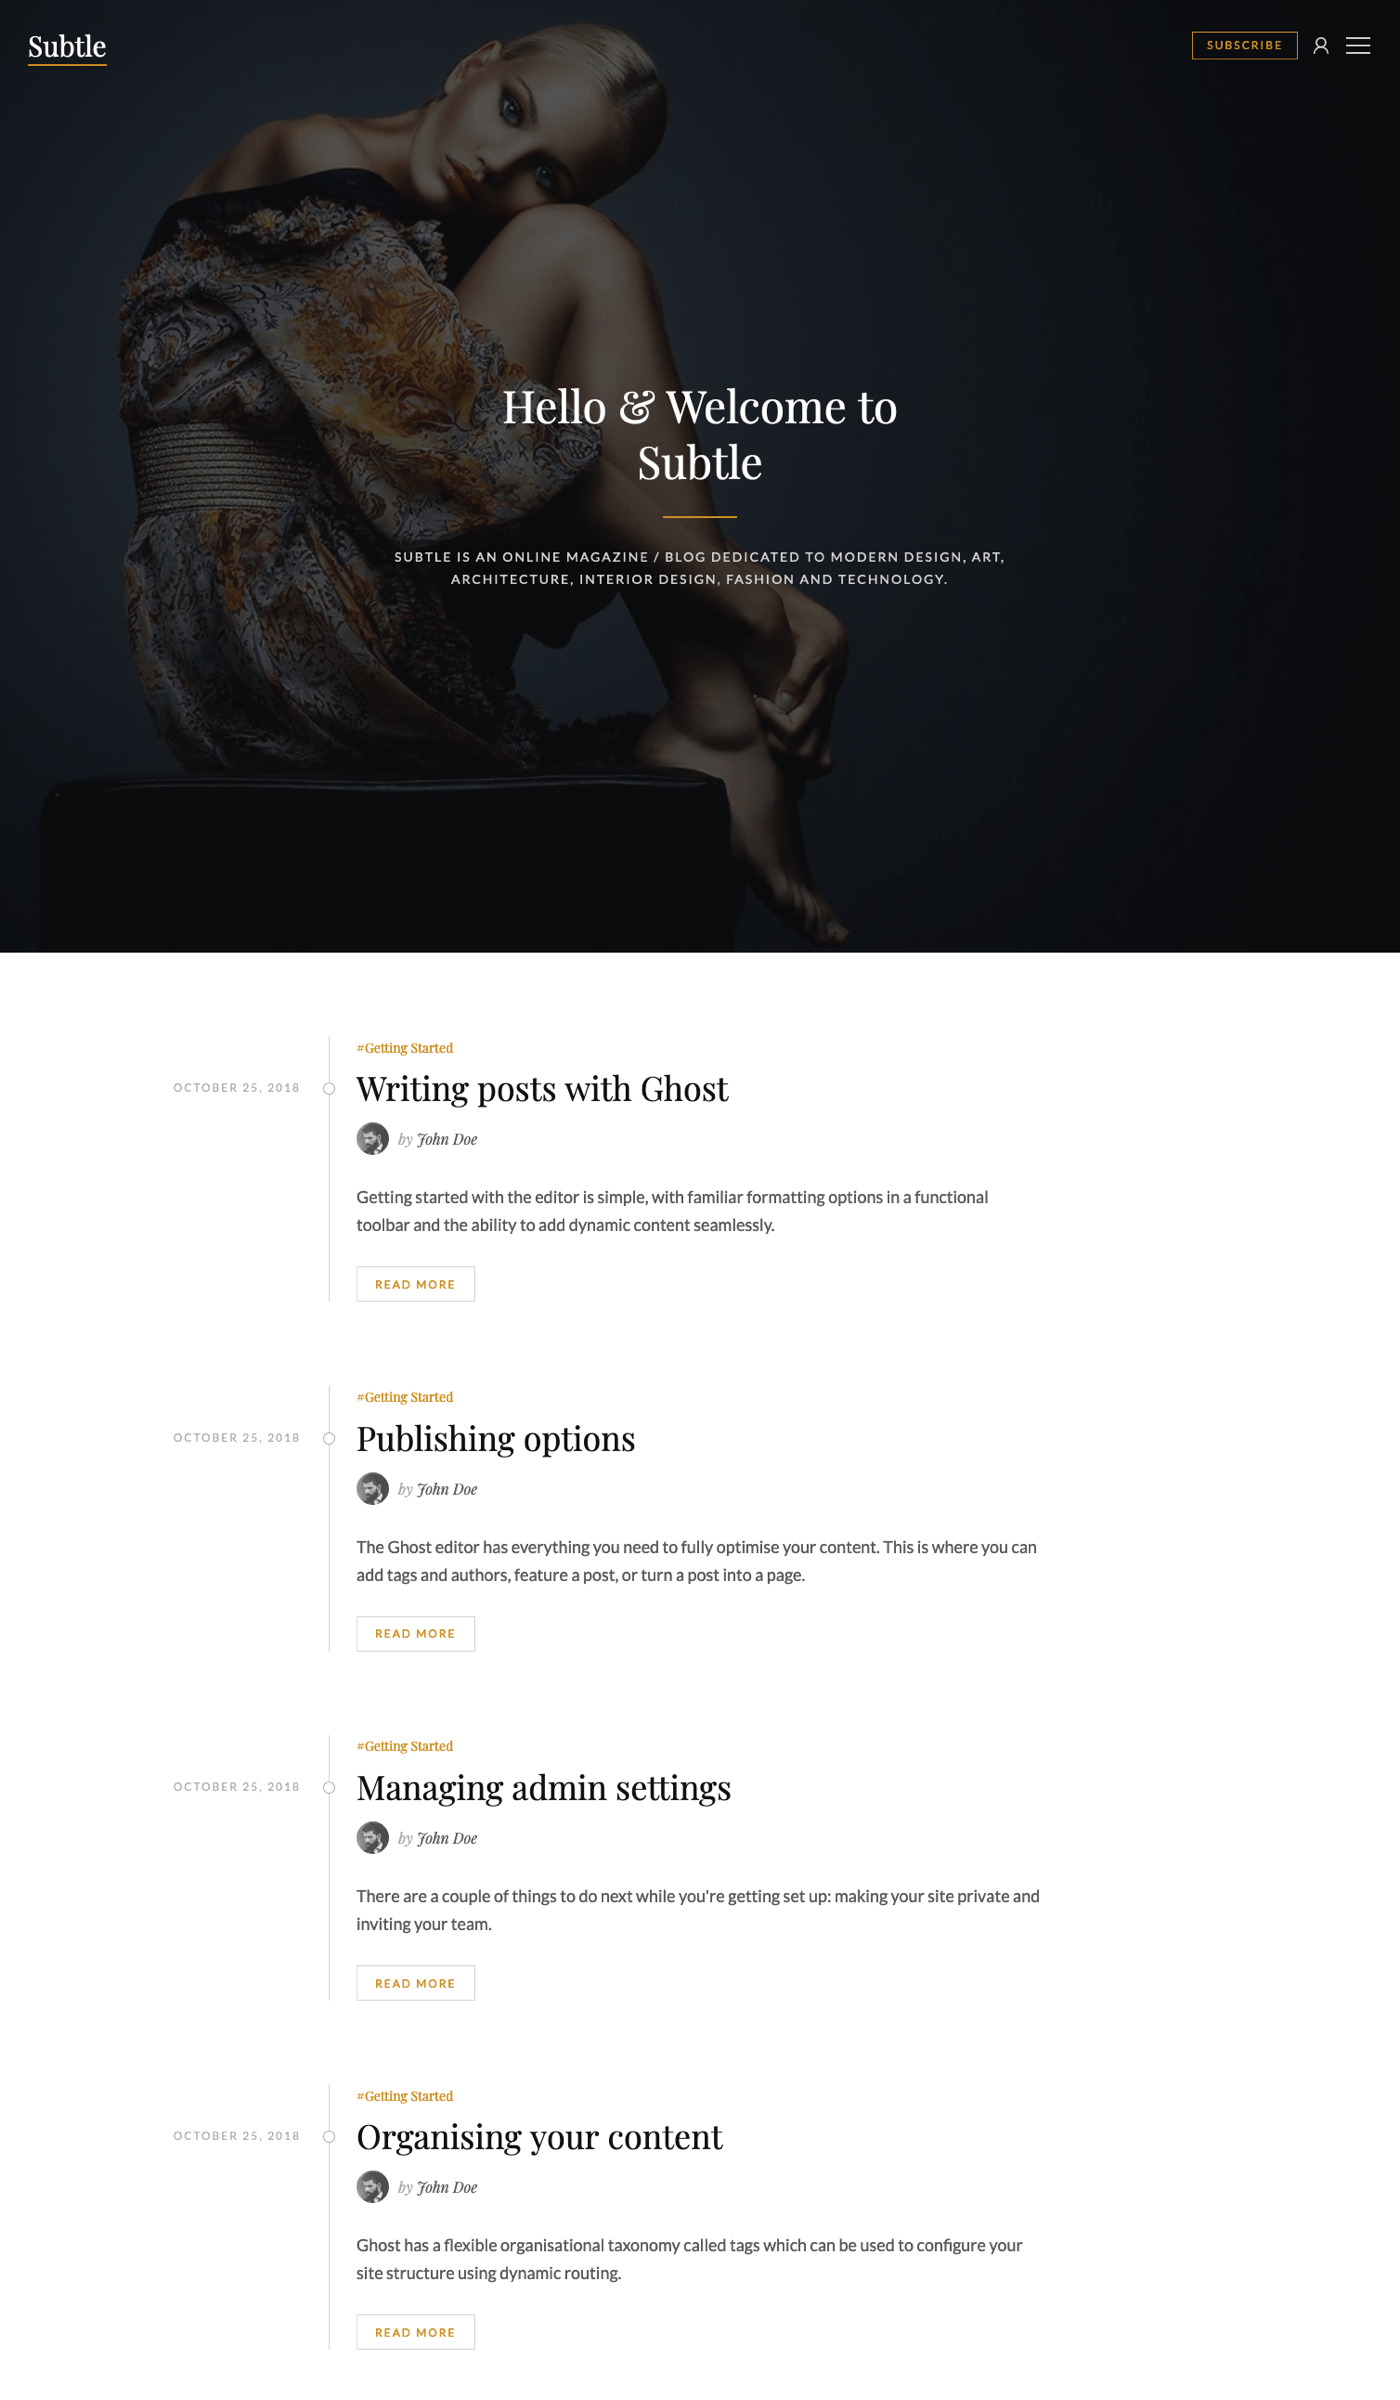 Subtle
SUBSCRIBE
Hello & Welcome to
Subtle
SUBTLE IS AN ONLINE MAGAZINE / BLOG DEDICATED TO MODERN DESIGN, ART,
ARCHITECTURE, INTERIOR DESIGN, FASHION AND TECHNOLOGY.
#Getting Started
OCTOBER 25, 2018
Writing posts with Ghost
by John Doe
Getting started with the editor is simple, with familiar formatting options in a functional
toolbar and the ability to add dynamic content seamlessly.
READ MORE
#Getting Started
OCTOBER 25, 2018
Publishing options
by John Doe
The Ghost editor has everything you need to fully optimise your content. This is where you can
add tags and authors, feature a post, or turn a post into a page.
READ MORE
#Getting Started
OCTOBER 25, 2018
Managing admin settings
by John Doe
There are a couple of things to do next while you're getting set up: making your site private and
inviting your team.
READ MORE
#Getting Started
OCTOBER 25, 2018
Organising your content
by John Doe
Ghost has a flexible organisational taxonomy called tags which can be used to configure your
site structure using dynamic routing.
READ MORE